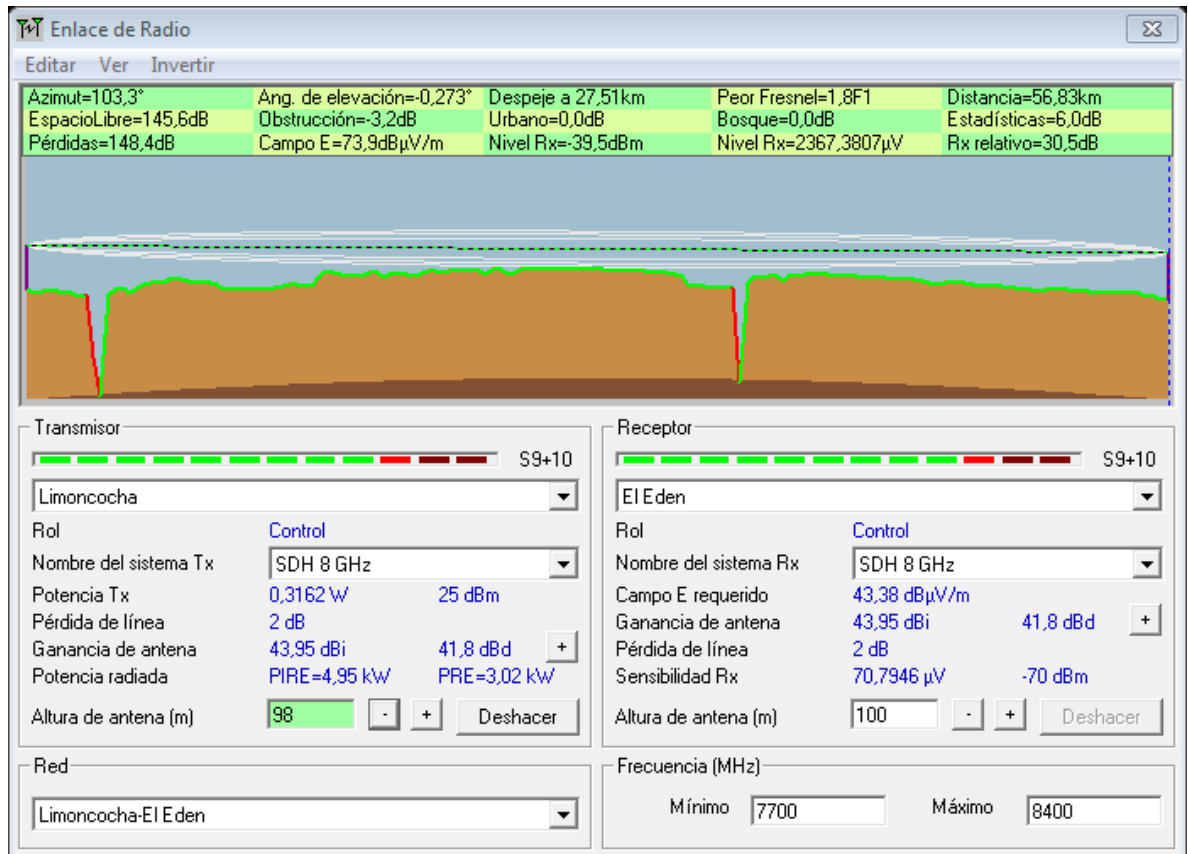 Enlace de Radio
Editar Ver Invertir
Azimut=103,3° Ang. de elevación=-0,273° Despeje a 27,51km Peor Fresnel=1,8F1 Distancia=56,83km
EspacioLibre=145,6dB Obstrucción=-3,2dB Urbano=0,0dB Bosque=0,0dB Estadísticas=6,0dB
Pérdidas=148,4dB Campo E=73,9dBµV/m Nivel Rx=-39,5dBm Nivel Rx=2367,3807µV Rx relativo=30,5dB
Transmisor
S9+10
Limoncocha
Rol Control
Nombre del sistema Tx SDH 8 GHz
Potencia Tx 0,3162 W 25 dBm
Pérdida de línea 2 dB
Ganancia de antena 43,95 dBi 41,8 dBd +
Potencia radiada PIRE=4,95 kW PRE=3,02 kW
Altura de antena (m) 98 - + Deshacer
Receptor
S9+10
El Eden
Rol Control
Nombre del sistema Rx SDH 8 GHz
Campo E requerido 43,38 dBµV/m
Ganancia de antena 43,95 dBi 41,8 dBd +
Pérdida de línea 2 dB
Sensibilidad Rx 70,7946 µV -70 dBm
Altura de antena (m) 100 - + Deshacer
Red
Limoncocha-El Eden
Frecuencia (MHz)
Mínimo 7700 Máximo 8400